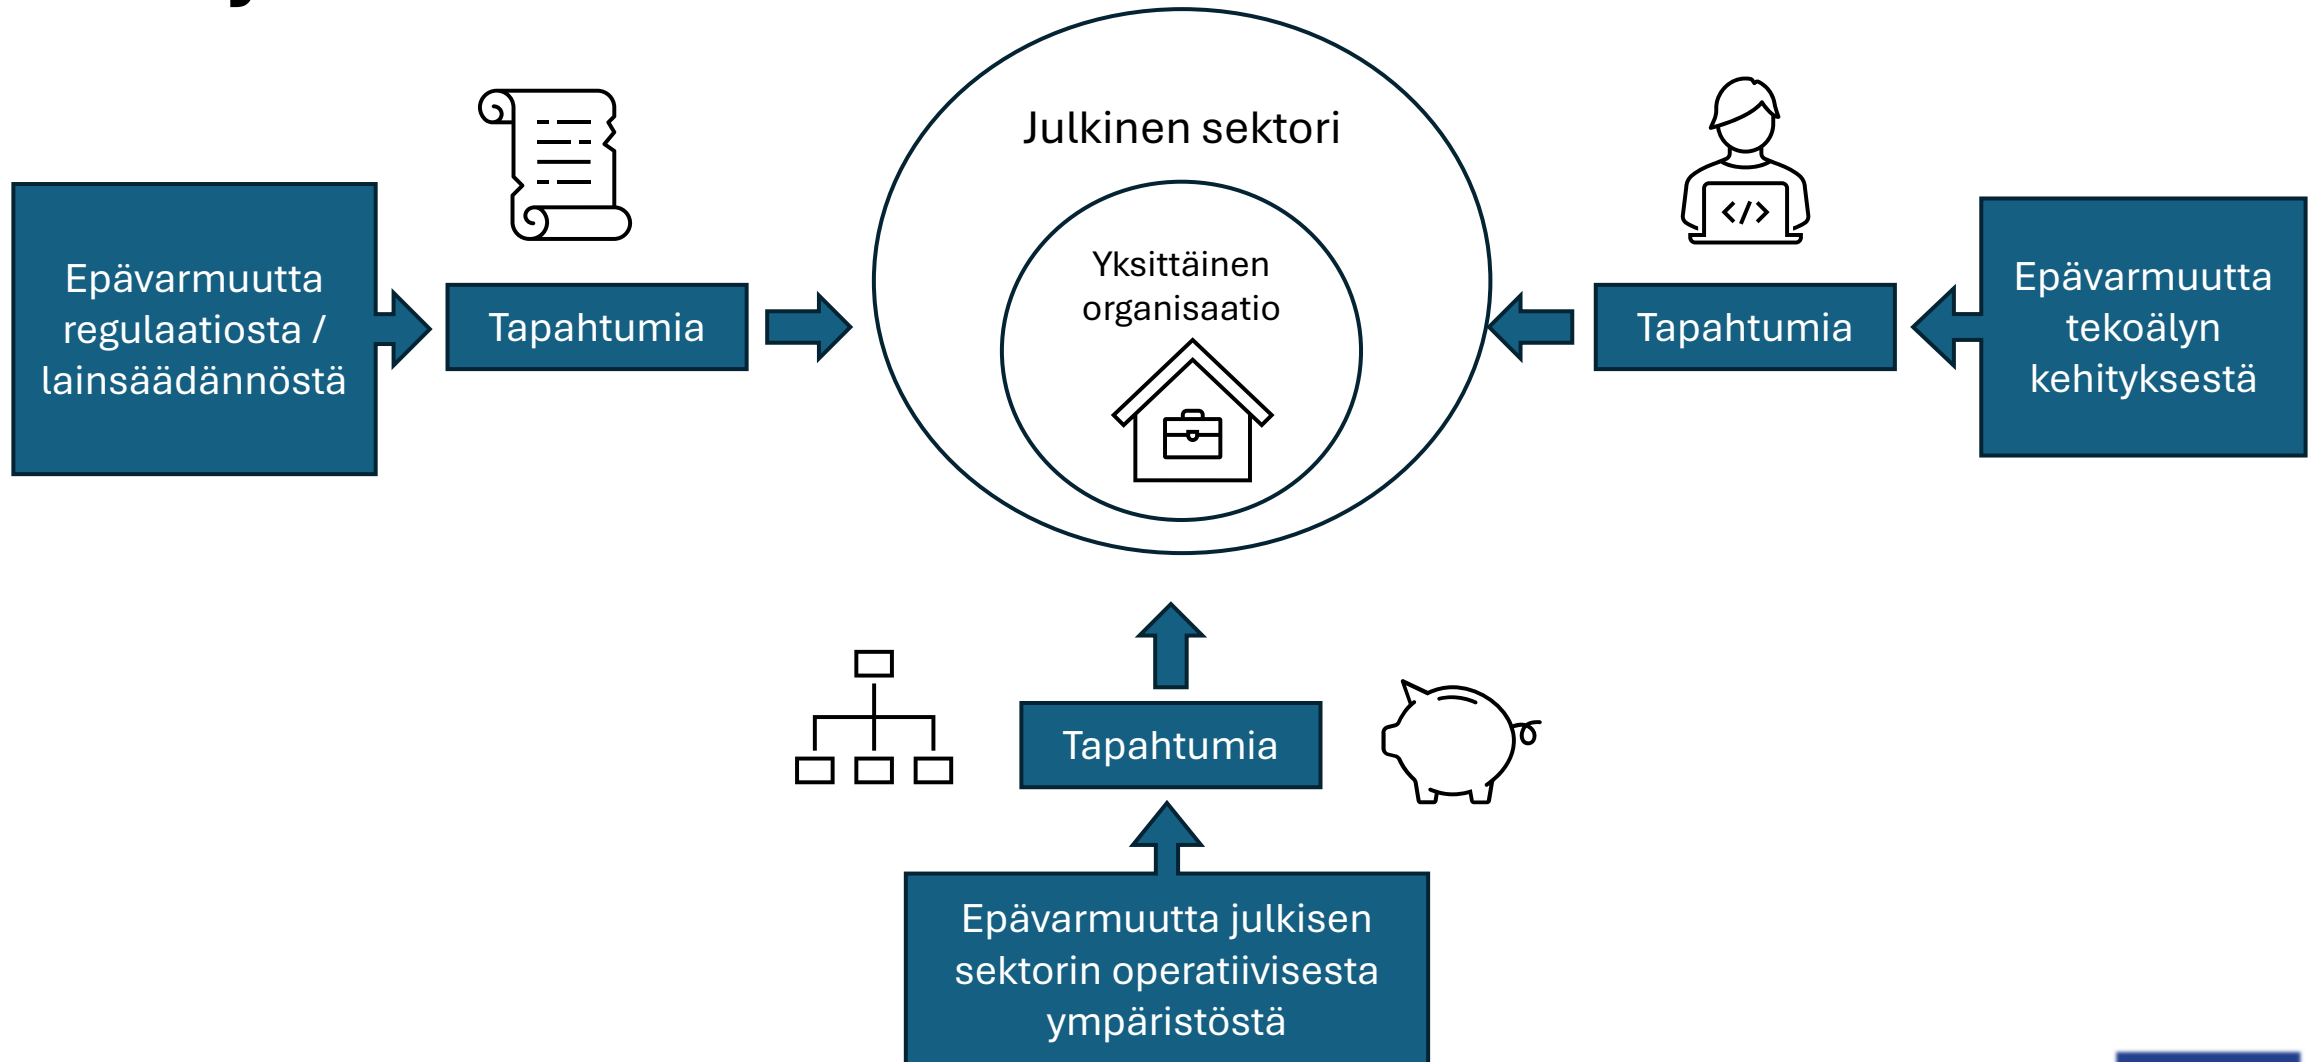 Julkinen sektori
Yksittäinen
organisaatio
Epävarmuutta
regulaatiosta /
lainsäädännöstä
Tapahtumia
Tapahtumia
Epävarmuutta
tekoälyn
kehityksestä
</>
Tapahtumia
Epävarmuutta julkisen
sektorin operatiivisesta
ympäristöstä